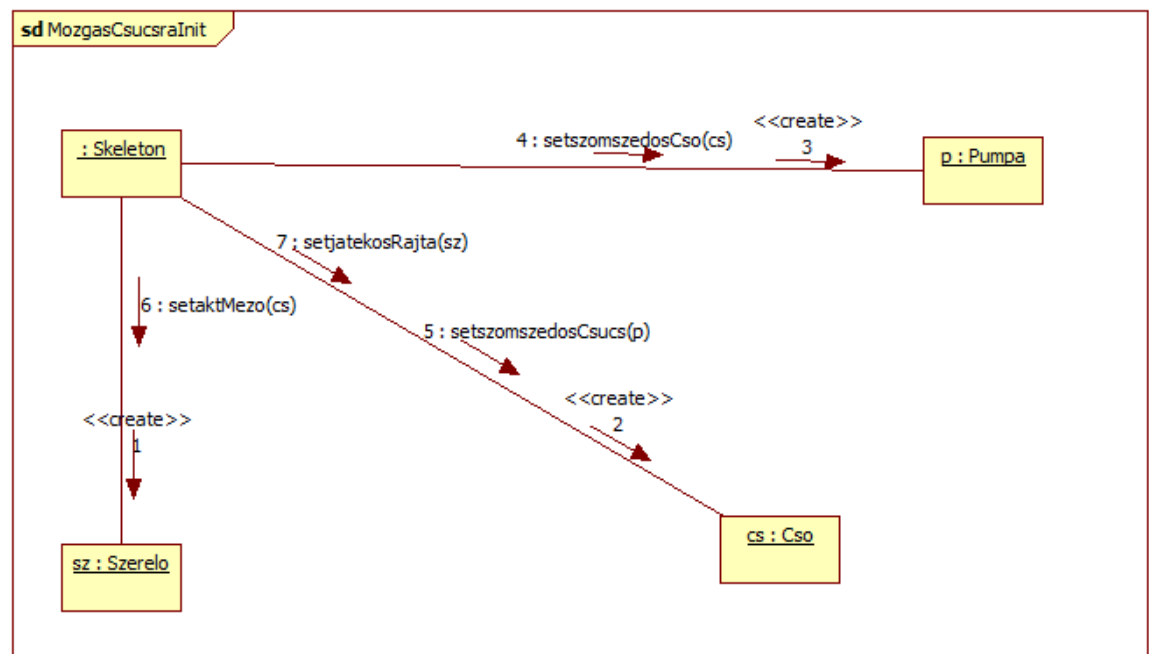 sd MozgasCsucsraInit
<<create>>
4 : setszomszedosCso(cs)
3
: Skeleton
p : Pumpa
7 : setjatekosRajta(sz)
6 : setaktMezo(cs)
5 : setszomszedosCsucs(p)
<<create>>
2
<<create>>
1
cs : Cso
sz : Szerelo